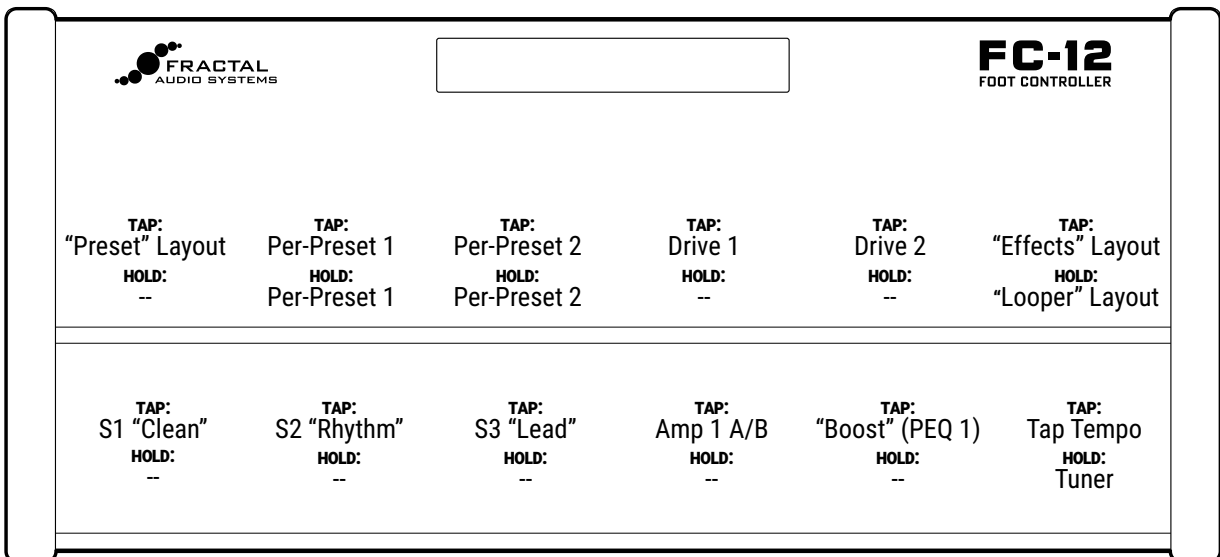 FRACTAL
AUDIO SYSTEMS
FC-12
FOOT CONTROLLER
TAP:
“Preset” Layout
HOLD:
--
TAP:
Per-Preset 1
HOLD:
Per-Preset 1
TAP:
Per-Preset 2
HOLD:
Per-Preset 2
TAP:
Drive 1
HOLD:
--
TAP:
Drive 2
HOLD:
--
TAP:
“Effects” Layout
HOLD:
“Looper” Layout
TAP:
S1 “Clean”
HOLD:
--
TAP:
S2 “Rhythm”
HOLD:
--
TAP:
S3 “Lead”
HOLD:
--
TAP:
Amp 1 A/B
HOLD:
--
TAP:
“Boost” (PEQ 1)
HOLD:
--
TAP:
Tap Tempo
HOLD:
Tuner